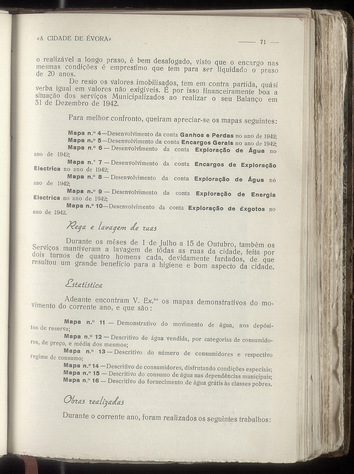 «A CIDADE DE ÉVORA»
— 71 —
o realizável a longo praso, é bem desafogado, visto que o encargo nas
mesmas condições é emprestimo que tem para ser liquidado o praso
de 20 anos.
De resto os valores imobilisados, tem em contra partida, quási
verba igual em valores não exigíveis. É por isso financeiramente boa a
situação dos serviços Municipalizados ao realizar o seu Balanço em
31 de Dezembro de 1942.
Para melhor confronto, queiram apreciar-se os mapas seguintes:
Mapa n.º 4—Desenvolvimento da conta Ganhos e Perdas no ano de 1942;
Mapa n.º 5—Desenvolvimento da conta Encargos Gerais no ano de 1942;
Mapa n.º 6—Desenvolvimento da conta Exploração de Água no
ano de 1942;
Mapa n.º 7—Desenvolvimento da conta Encargos de Exploração
Electrica no ano de 1942;
Mapa n.º 8—Desenvolvimento da conta Exploração de Água no
ano de 1942;
Mapa n.º 9—Desenvolvimento da conta Exploração de Energia
Electrica no ano de 1942;
Mapa n.º 10—Desenvolvimento da conta Exploração de Exgotos no
ano de 1942.
Rega e lavagem de ruas
Durante os mêses de 1 de Julho a 15 de Outubro, também os
Serviços mantiveram a lavagem de tôdas as ruas da cidade, feita por
dois turnos de quatro homens cada, devidamente fardados, de que
resultou um grande benefício para a higiene e bom aspecto da cidade.
Estatística
Adeante encontram V. Ex.as os mapas demonstrativos do mo-
vimento do corrente ano, e que são:
Mapa n.º 11 — Demonstrativo do movimento de água, nos depósi-
tos de reserva;
Mapa n.º 12 — Descritivo de água vendida, por categorias de consumido-
res, de preço, e média dos mesmos;
Mapa n.º 13 — Descritivo do número de consumidores e respectivo
regime de consumo;
Mapa n.º 14 — Descritivo de consumidores, disfrutando condições especiais;
Mapa n.º 15 — Descritivo do consumo de água nas dependências municipais;
Mapa n.º 16 — Descritivo do fornecimento de água grátis às classes pobres.
Obras realizadas
Durante o corrente ano, foram realizados os seguintes trabalhos: